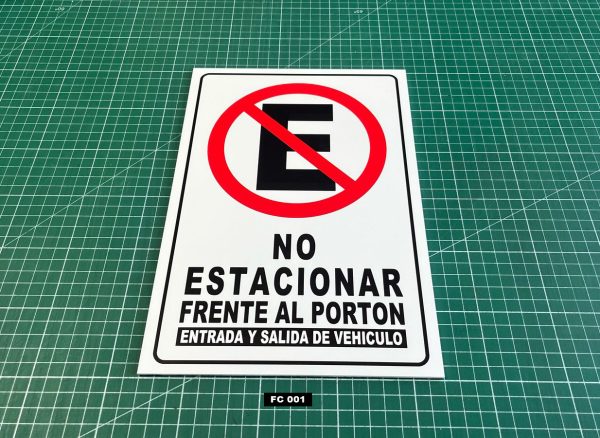 E
NO
ESTACIONAR
FRENTE AL PORTON
ENTRADA Y SALIDA DE VEHICULO
FC 001